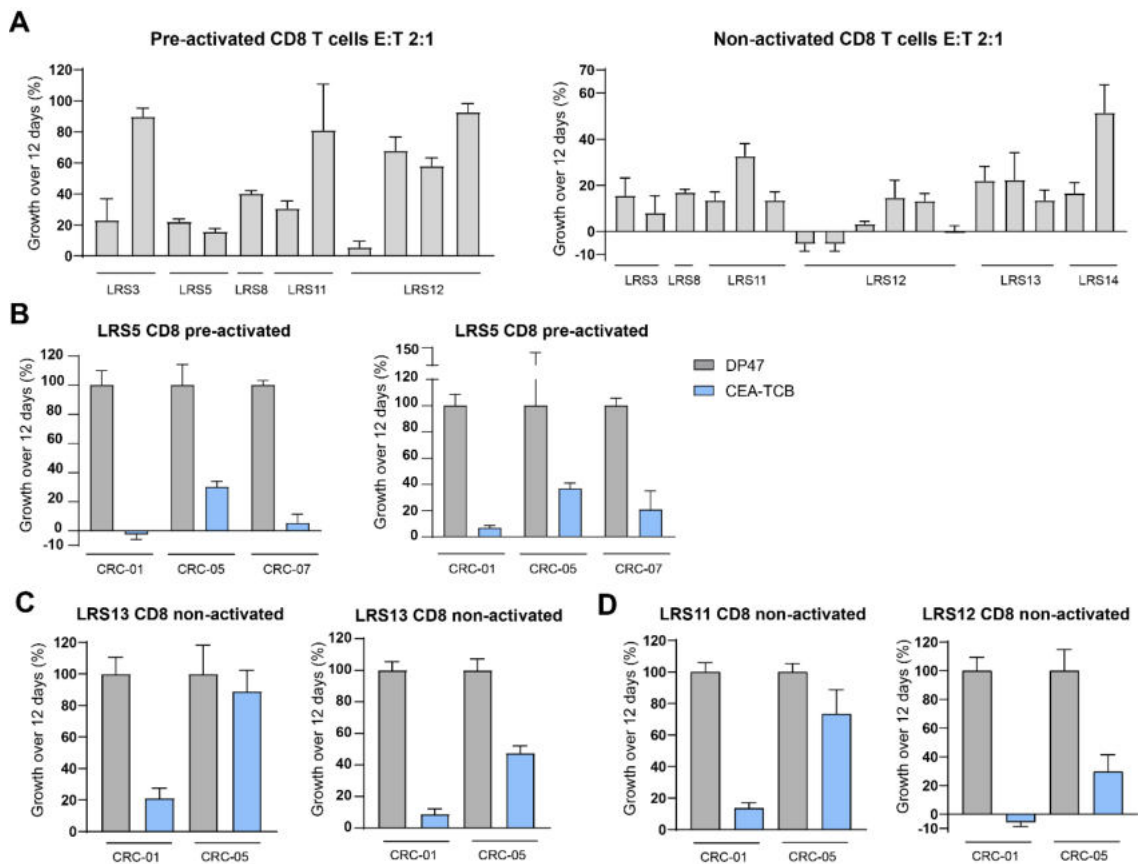 A
Pre-activated CD8 T cells E:T 2:1
Non-activated CD8 T cells E:T 2:1
Growth over 12 days (%)
120
100
80
60
40
20
0
LRS3
LRS5
LRS8
LRS11
LRS12
Growth over 12 days (%)
70
60
40
20
0
-10
LRS3
LRS8
LRS11
LRS12
LRS13
LRS14
B
LRS5 CD8 pre-activated
LRS5 CD8 pre-activated
Growth over 12 days (%)
120
100
80
60
40
20
0
-10
CRC-01
CRC-05
CRC-07
Growth over 12 days (%)
150
120
100
80
60
40
20
0
CRC-01
CRC-05
CRC-07
DP47
CEA-TCB
C
LRS13 CD8 non-activated
LRS13 CD8 non-activated
Growth over 12 days (%)
120
100
80
60
40
20
0
CRC-01
CRC-05
Growth over 12 days (%)
120
100
80
60
40
20
0
CRC-01
CRC-05
D
LRS11 CD8 non-activated
LRS12 CD8 non-activated
Growth over 12 days (%)
120
100
80
60
40
20
0
CRC-01
CRC-05
Growth over 12 days (%)
120
100
80
60
40
20
0
-10
CRC-01
CRC-05